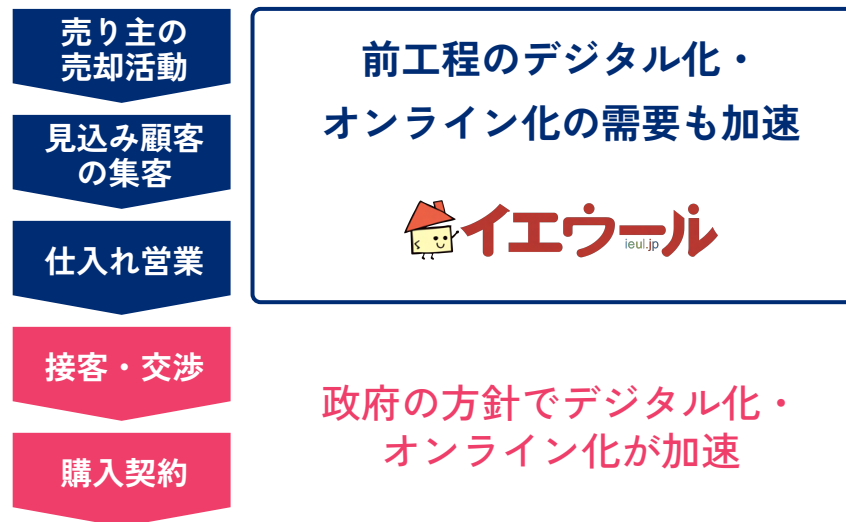 売り主の
売却活動
見込み顧客
の集客
仕入れ営業
接客・交渉
購入契約
前工程のデジタル化・
オンライン化の需要も加速
イエウール
ieul.jp
政府の方針でデジタル化・
オンライン化が加速